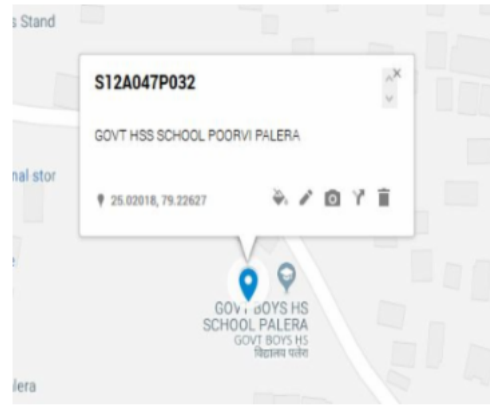 s Stand
S12A047P032
GOVT HSS SCHOOL POORVI PALERA
nal stor
25.02018, 79.22627
GOVT BOYS HS
SCHOOL PALERA
GOVT BOYS HS
विद्यालय पलेरा
lera